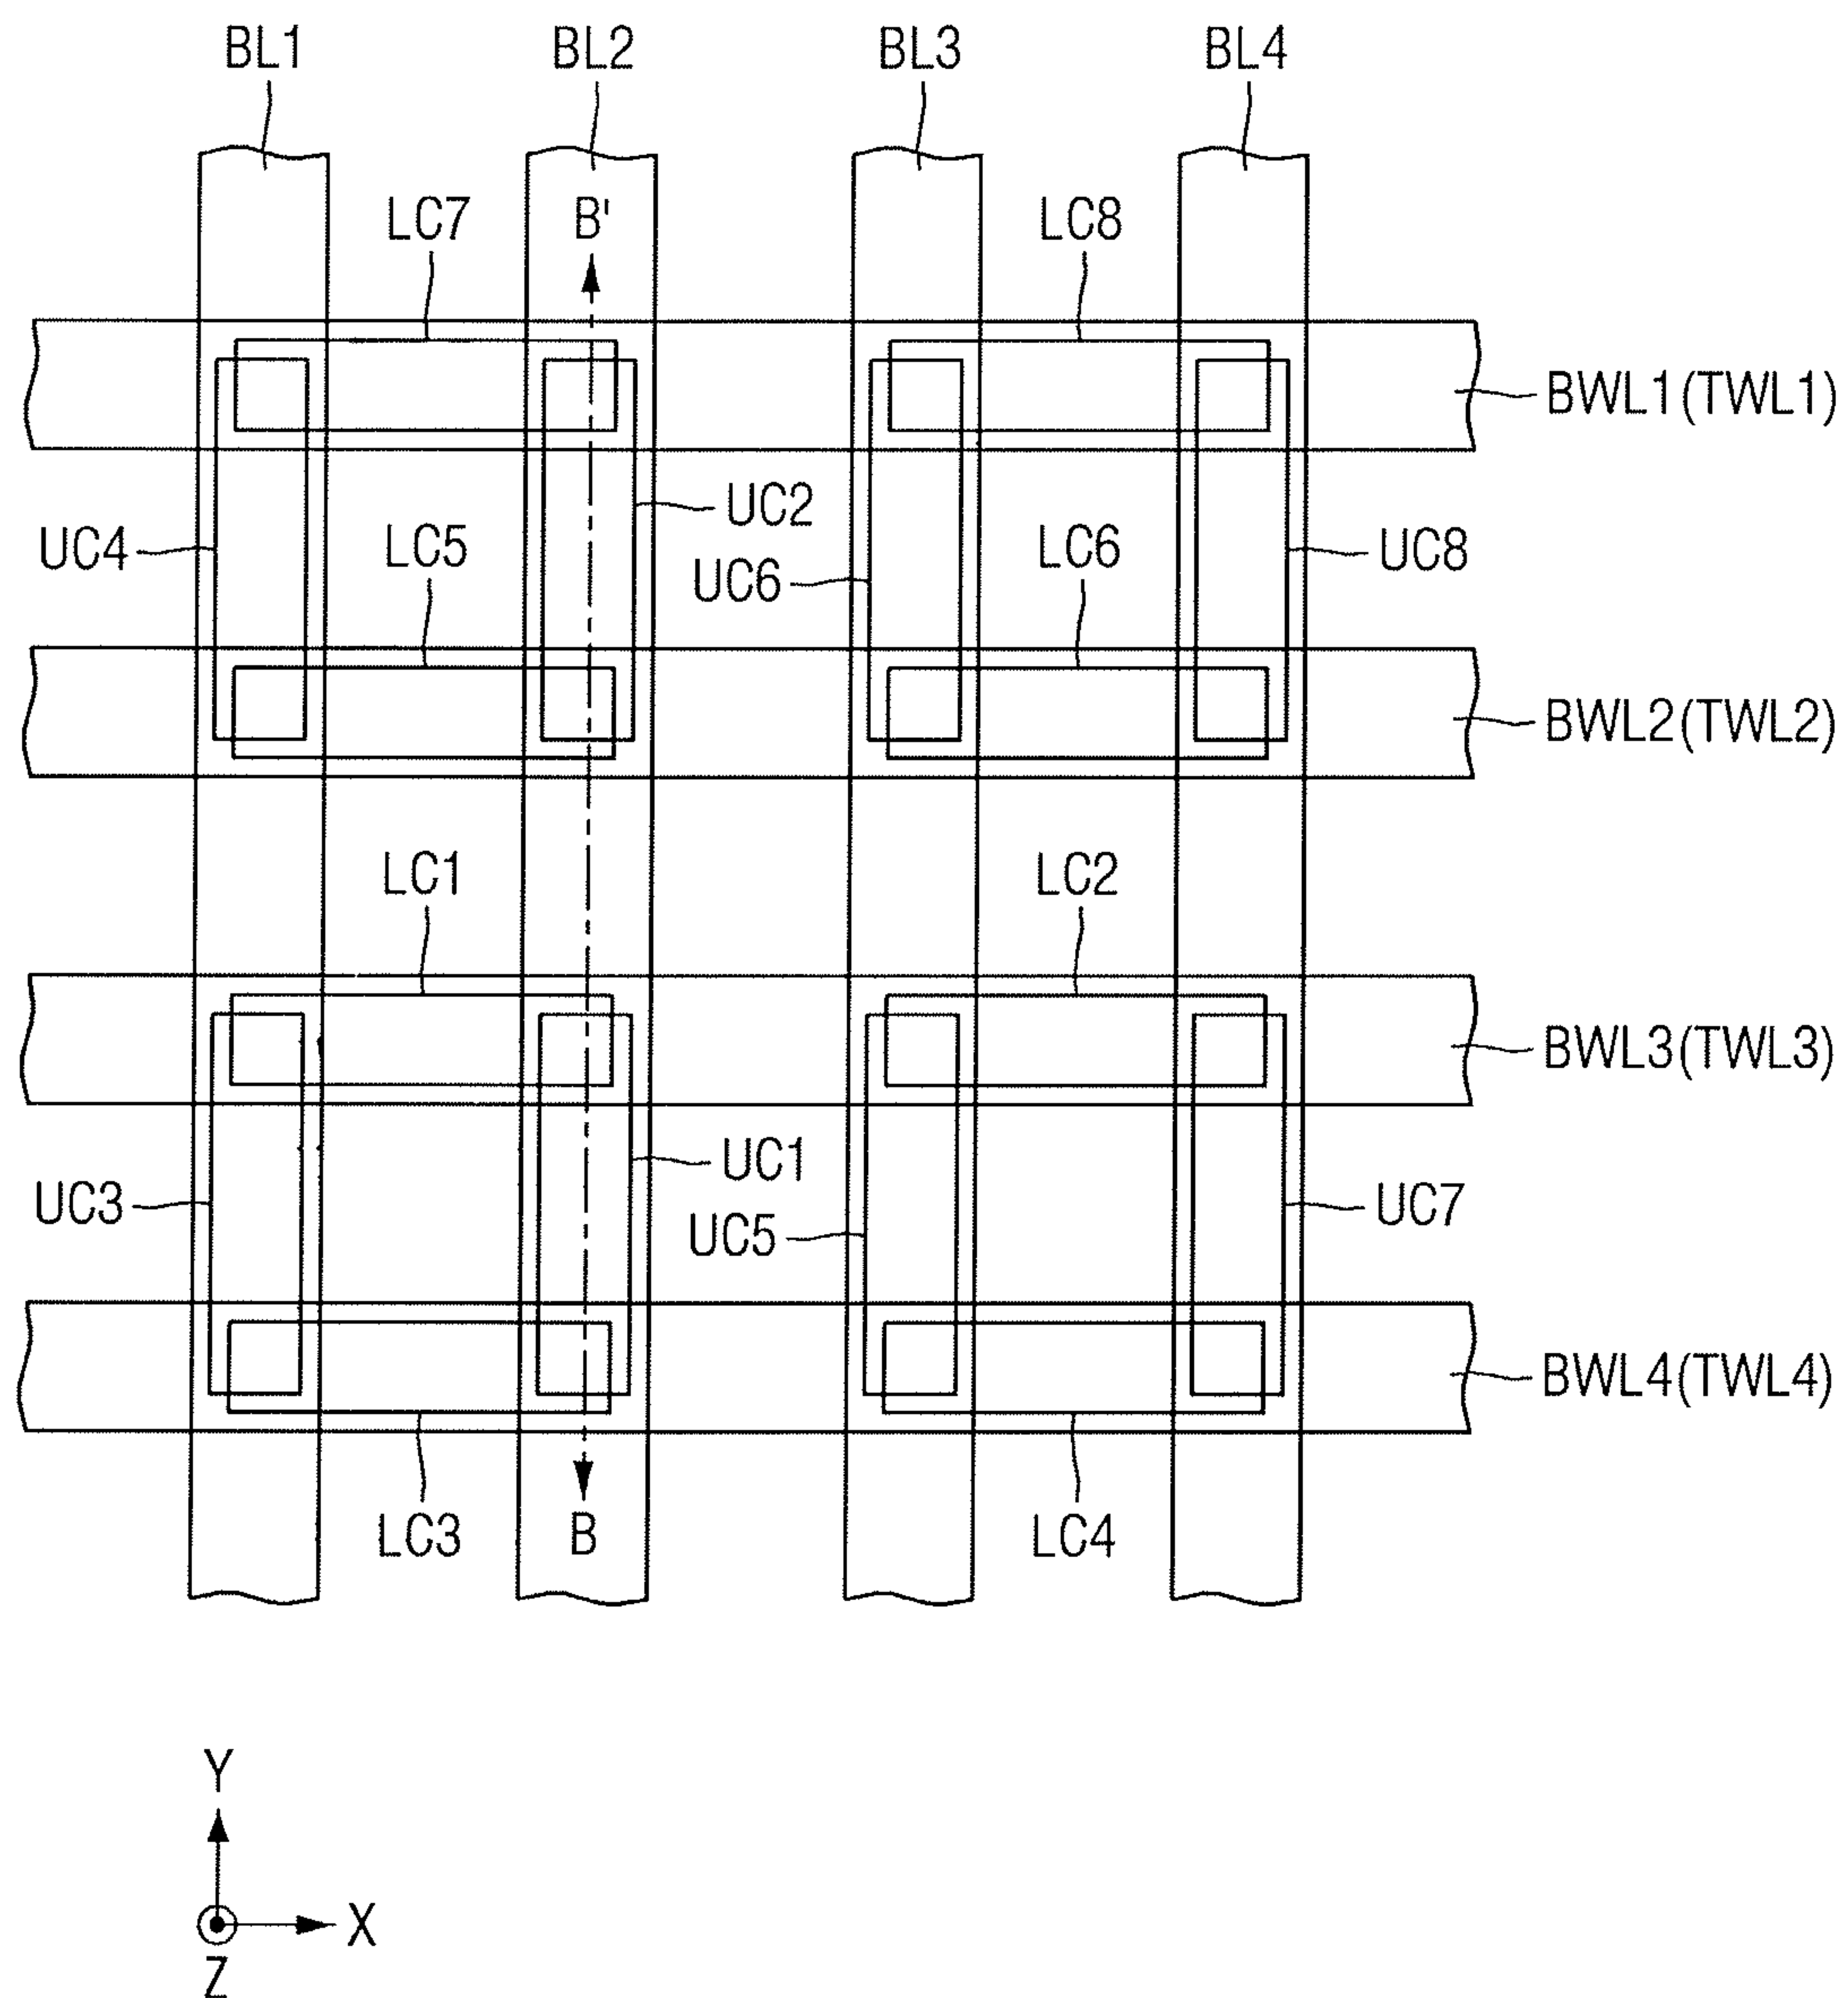 BL1 BL2 BL3 BL4
LC7 B' LC8
BWL1(TWL1)
UC2
UC4 LC5 UC6 LC6 UC8
BWL2(TWL2)
LC1 LC2
BWL3(TWL3)
UC1
UC3 UC5 UC7
BWL4(TWL4)
LC3 B LC4
Y
X
Z